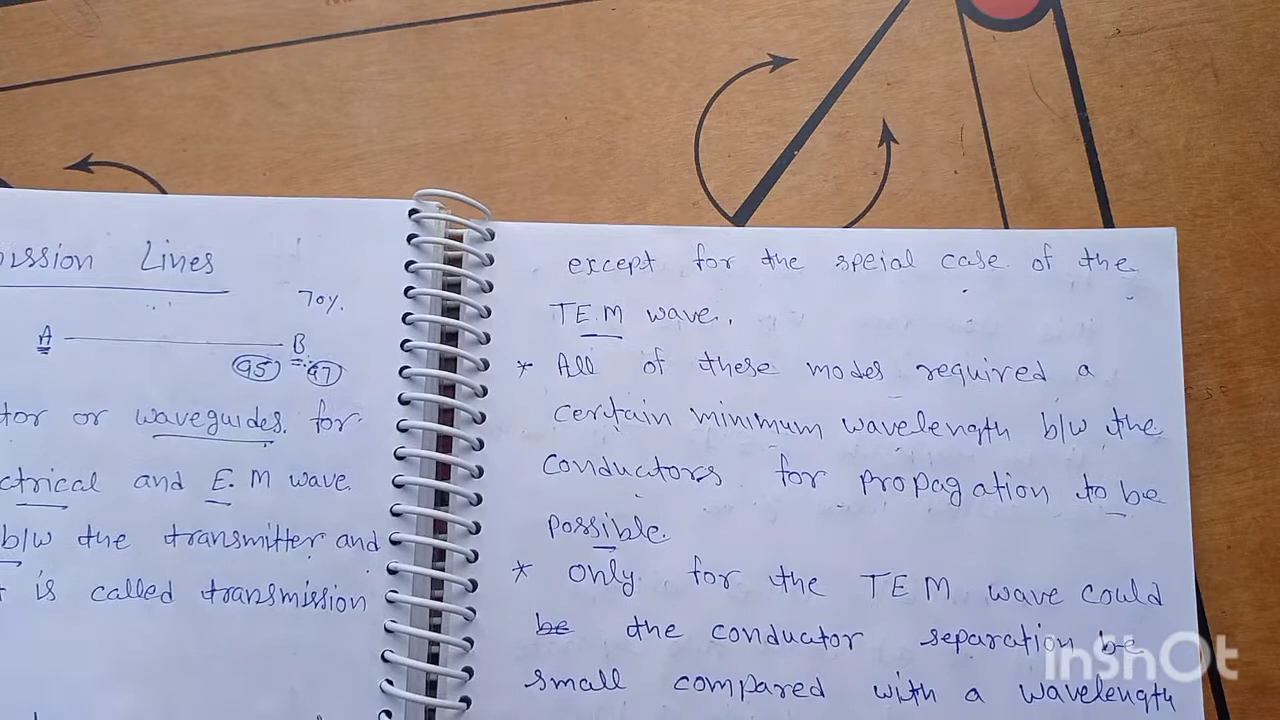 ission Lines
70%.
A
B
95
97
tor or waveguides. for
ctrical and E. M wave
b/w the transmitter and
is called transmission
except for the speial case of the
TE.M wave.
* All of these modes required a
certain minimum wavelength b/w the
conductors for propagation to be
possible.
* only for the TEM wave could
be the conductor separation be
small compared with a wavelength
InShOt